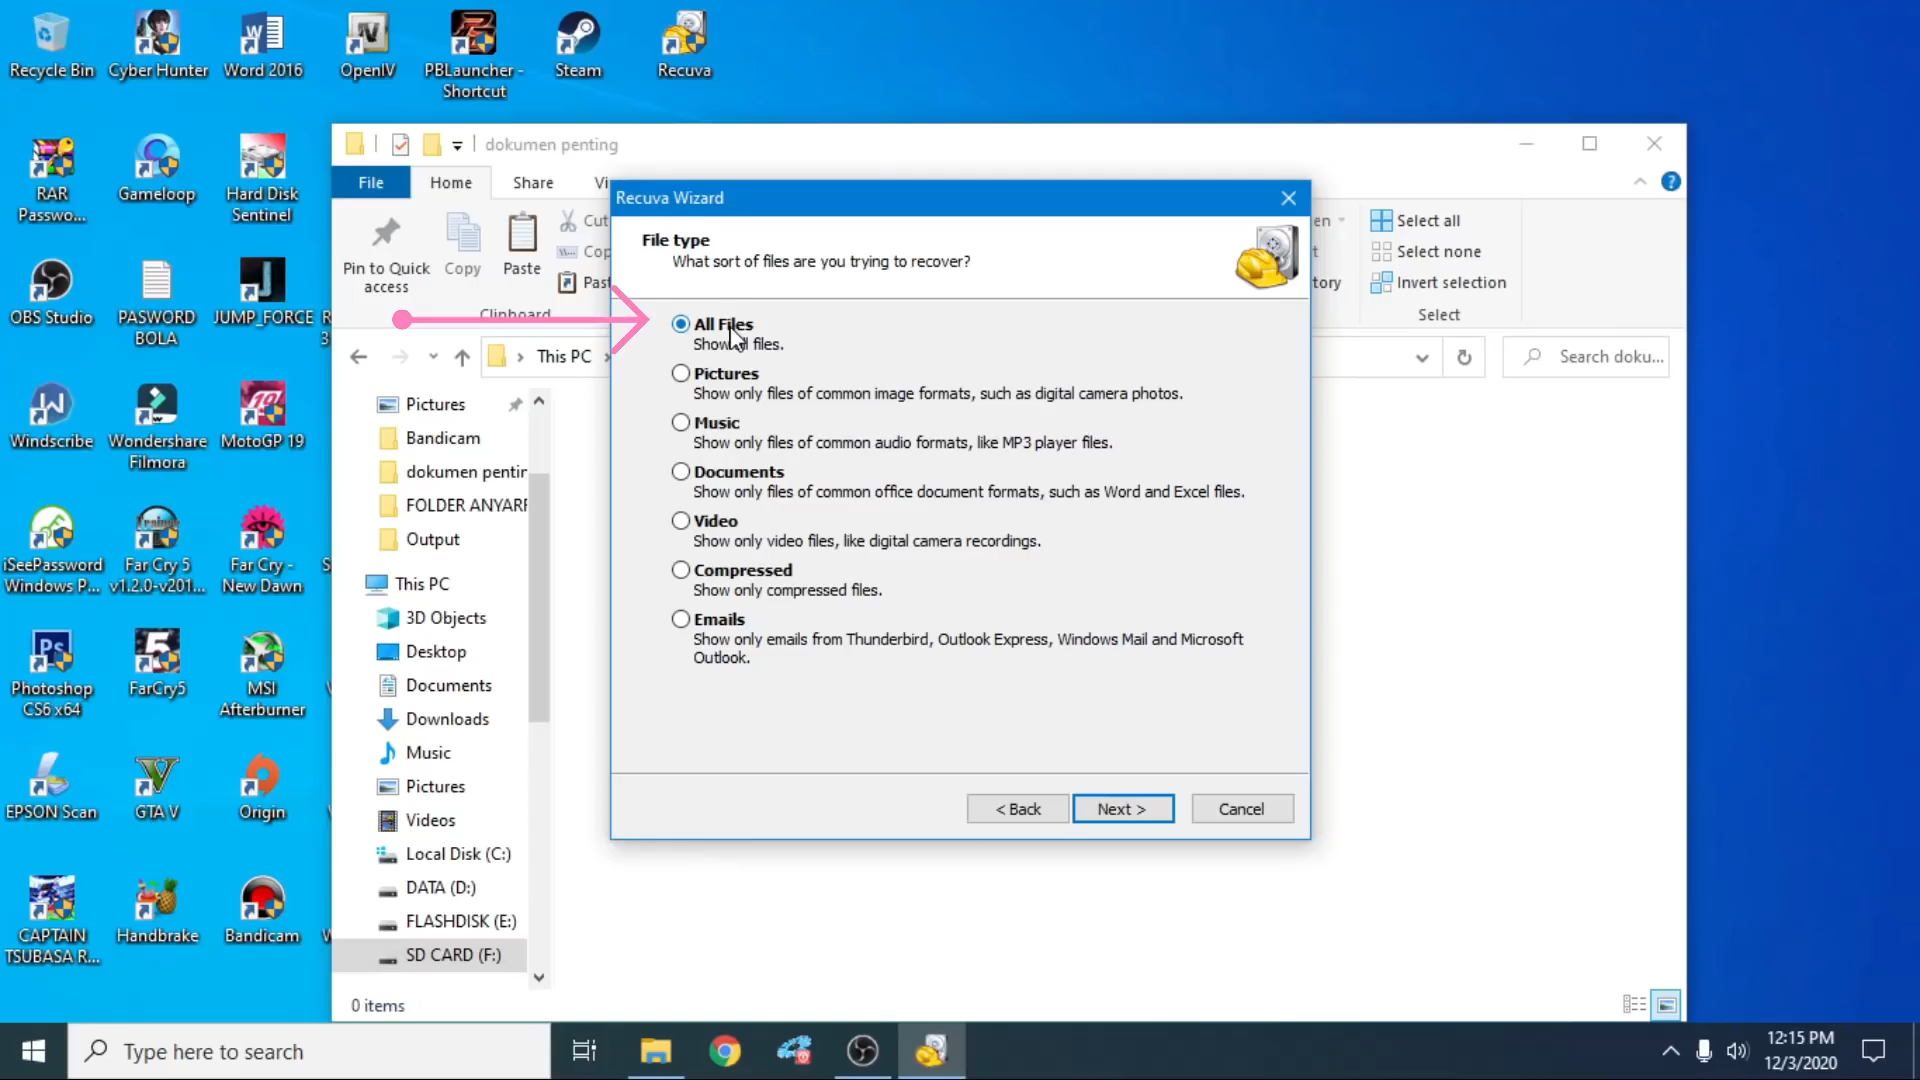 Recycle Bin
Cyber Hunter
Word 2016
OpenIV
PBLauncher -
Shortcut
Steam
Recuva
RAR
Passwo...
Gameloop
Hard Disk
Sentinel
OBS Studio
PASWORD
BOLA
JUMP_FORCE
Windscribe
Wondershare
Filmora
MotoGP 19
iSeePassword
Windows P...
Far Cry 5
v1.2.0-v201...
Far Cry -
New Dawn
Photoshop
CS6 x64
FarCry5
MSI
Afterburner
EPSON Scan
GTA V
Origin
CAPTAIN
TSUBASA R...
Handbrake
Bandicam
dokumen penting
File
Home
Share
Pin to Quick
access
Copy
Paste
Clipboard
Select all
Select none
Invert selection
Select
This PC
Search doku...
Pictures
Bandicam
dokumen pentin
FOLDER ANYAR
Output
This PC
3D Objects
Desktop
Documents
Downloads
Music
Pictures
Videos
Local Disk (C:)
DATA (D:)
FLASHDISK (E:)
SD CARD (F:)
0 items
Recuva Wizard
File type
What sort of files are you trying to recover?
All Files
Show all files.
Pictures
Show only files of common image formats, such as digital camera photos.
Music
Show only files of common audio formats, like MP3 player files.
Documents
Show only files of common office document formats, such as Word and Excel files.
Video
Show only video files, like digital camera recordings.
Compressed
Show only compressed files.
Emails
Show only emails from Thunderbird, Outlook Express, Windows Mail and Microsoft
Outlook.
< Back
Next >
Cancel
Type here to search
12:15 PM
12/3/2020